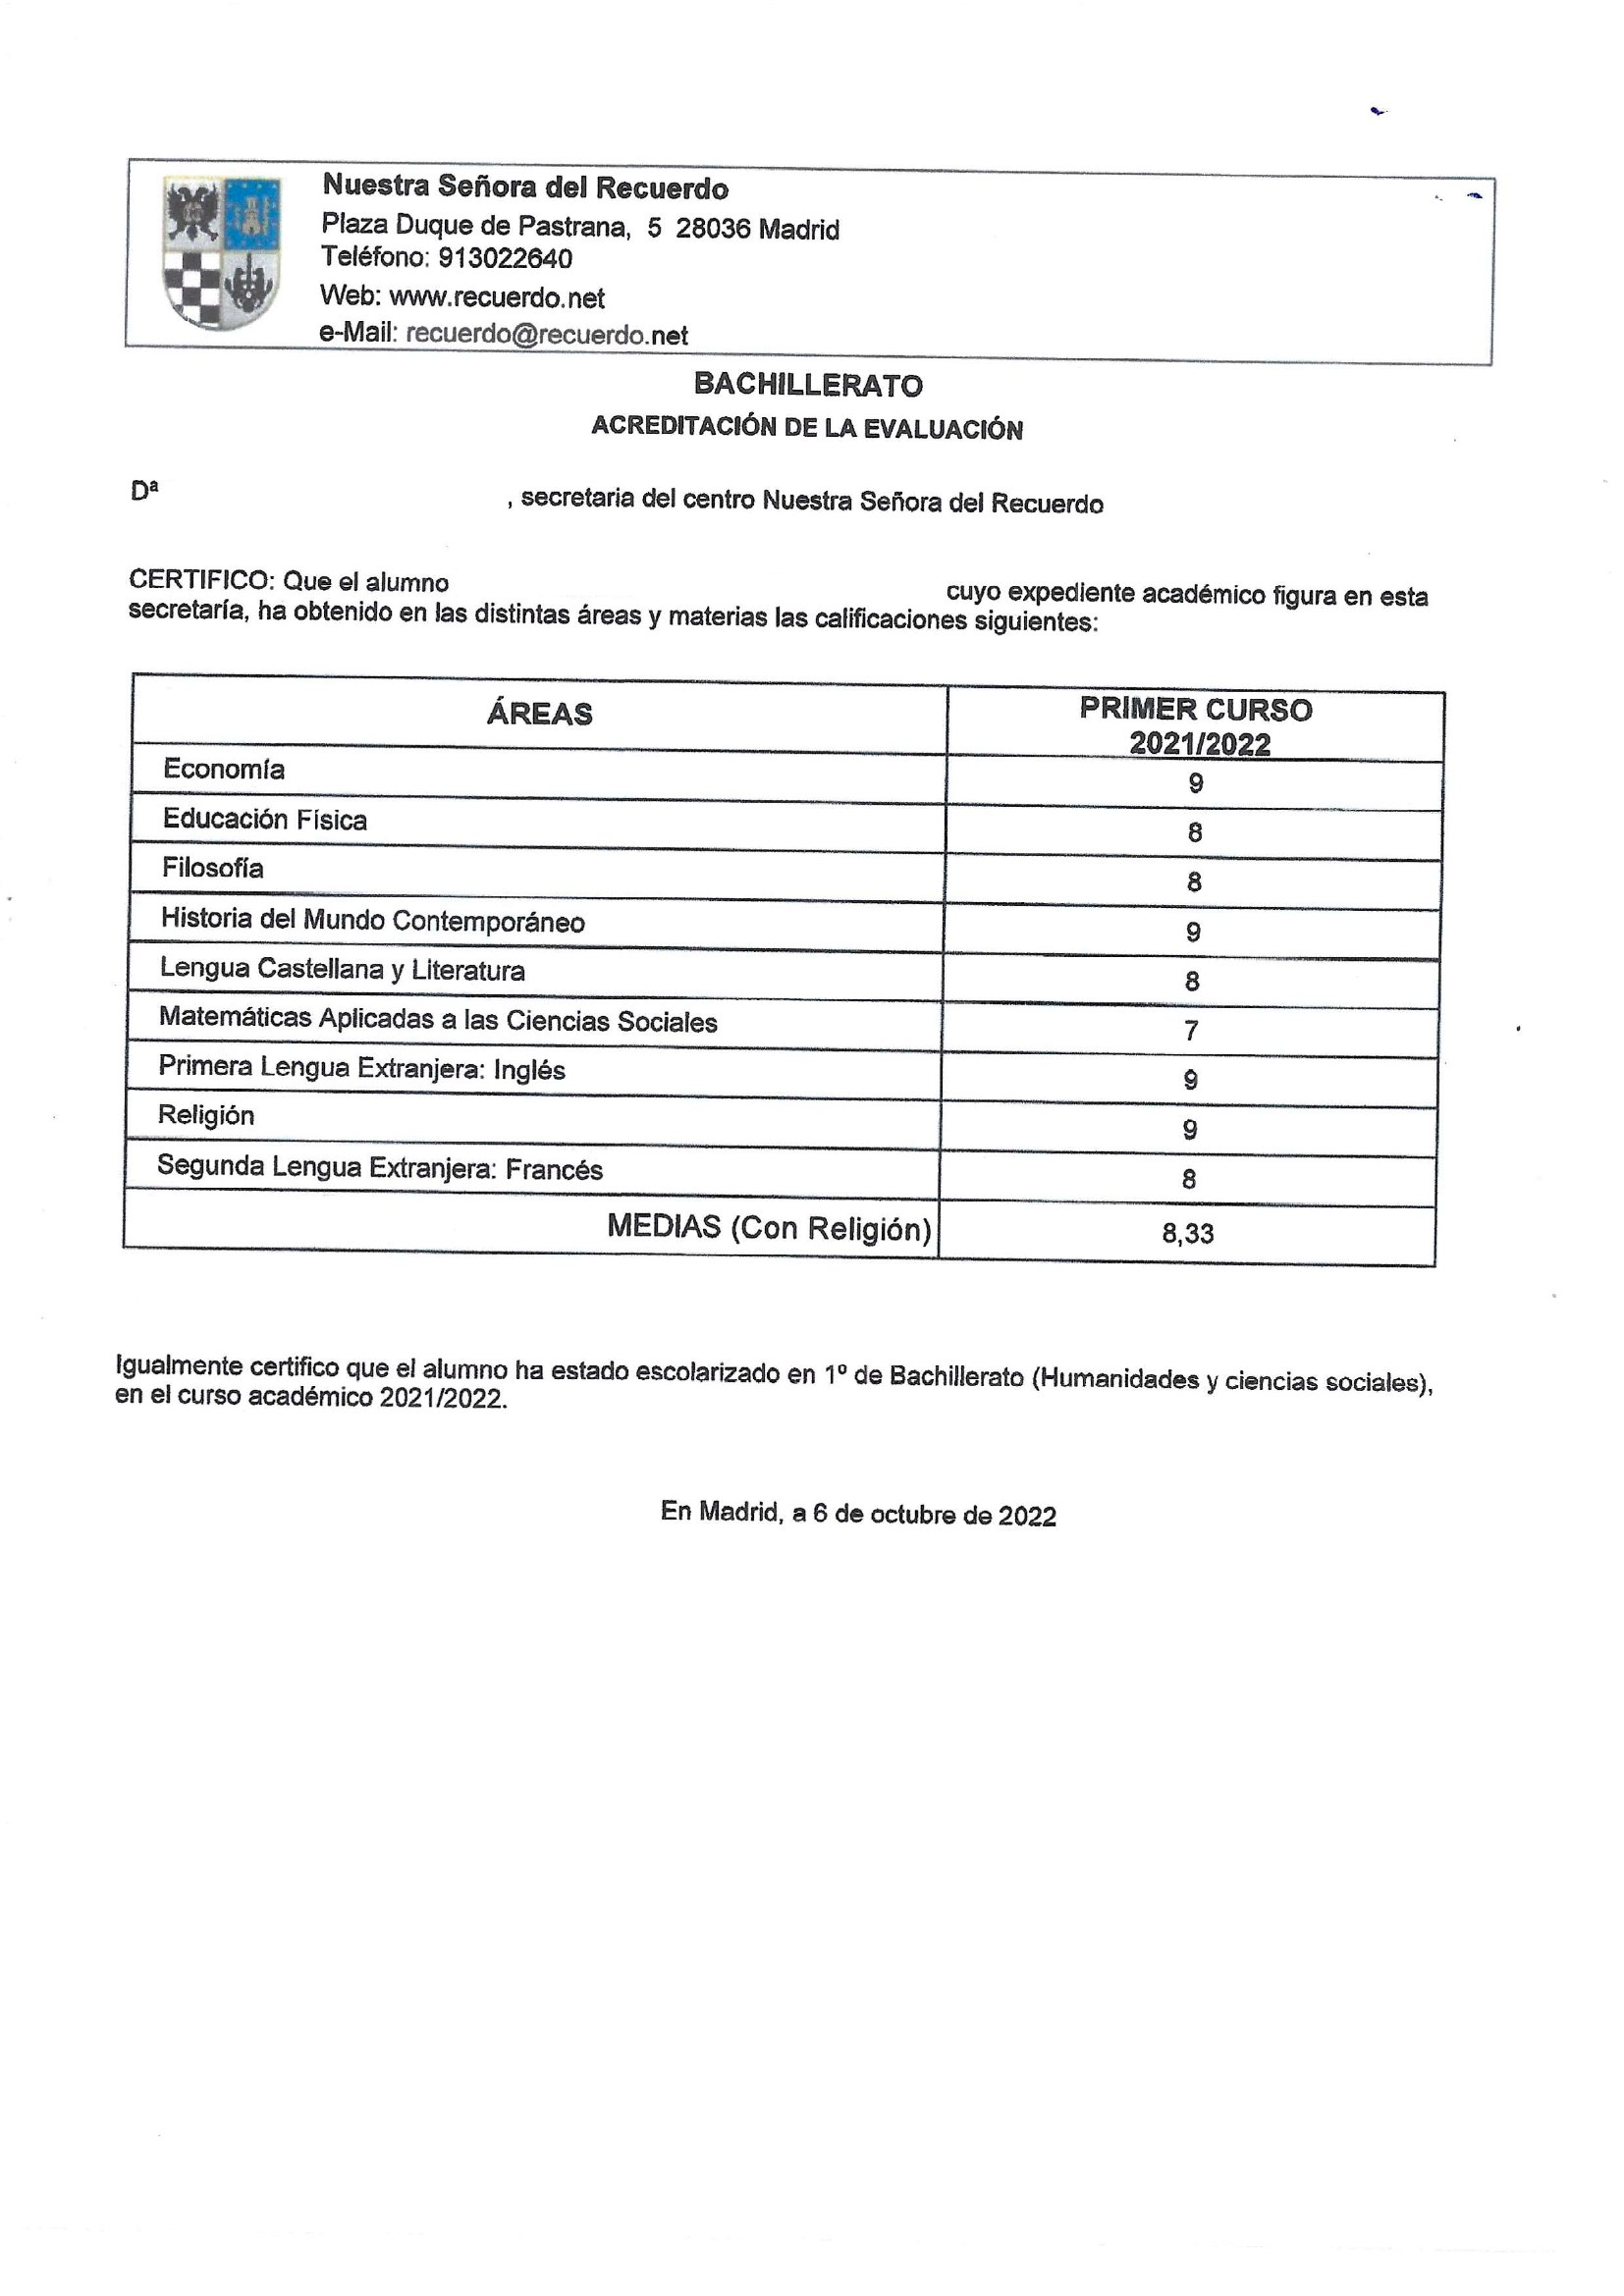 Nuestra Señora del Recuerdo
Plaza Duque de Pastrana, 5 28036 Madrid
Teléfono: 913022640
Web: www.recuerdo.net
e-Mail: recuerdo@recuerdo.net
BACHILLERATO
ACREDITACIÓN DE LA EVALUACIÓN
Dª , secretaria del centro Nuestra Señora del Recuerdo
CERTIFICO: Que el alumno cuyo expediente académico figura en esta
secretaría, ha obtenido en las distintas áreas y materias las calificaciones siguientes:
ÁREAS PRIMER CURSO
2021/2022
Economía 9
Educación Física 8
Filosofía 8
Historia del Mundo Contemporáneo 9
Lengua Castellana y Literatura 8
Matemáticas Aplicadas a las Ciencias Sociales 7
Primera Lengua Extranjera: Inglés 9
Religión 9
Segunda Lengua Extranjera: Francés 8
MEDIAS (Con Religión) 8,33
Igualmente certifico que el alumno ha estado escolarizado en 1º de Bachillerato (Humanidades y ciencias sociales),
en el curso académico 2021/2022.
En Madrid, a 6 de octubre de 2022